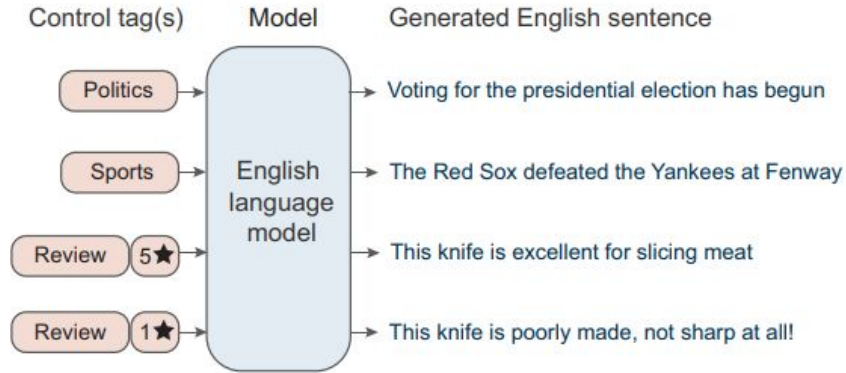 Control tag(s) Model Generated English sentence
Politics Voting for the presidential election has begun
Sports The Red Sox defeated the Yankees at Fenway
English
language
model
Review 5★ This knife is excellent for slicing meat
Review 1★ This knife is poorly made, not sharp at all!